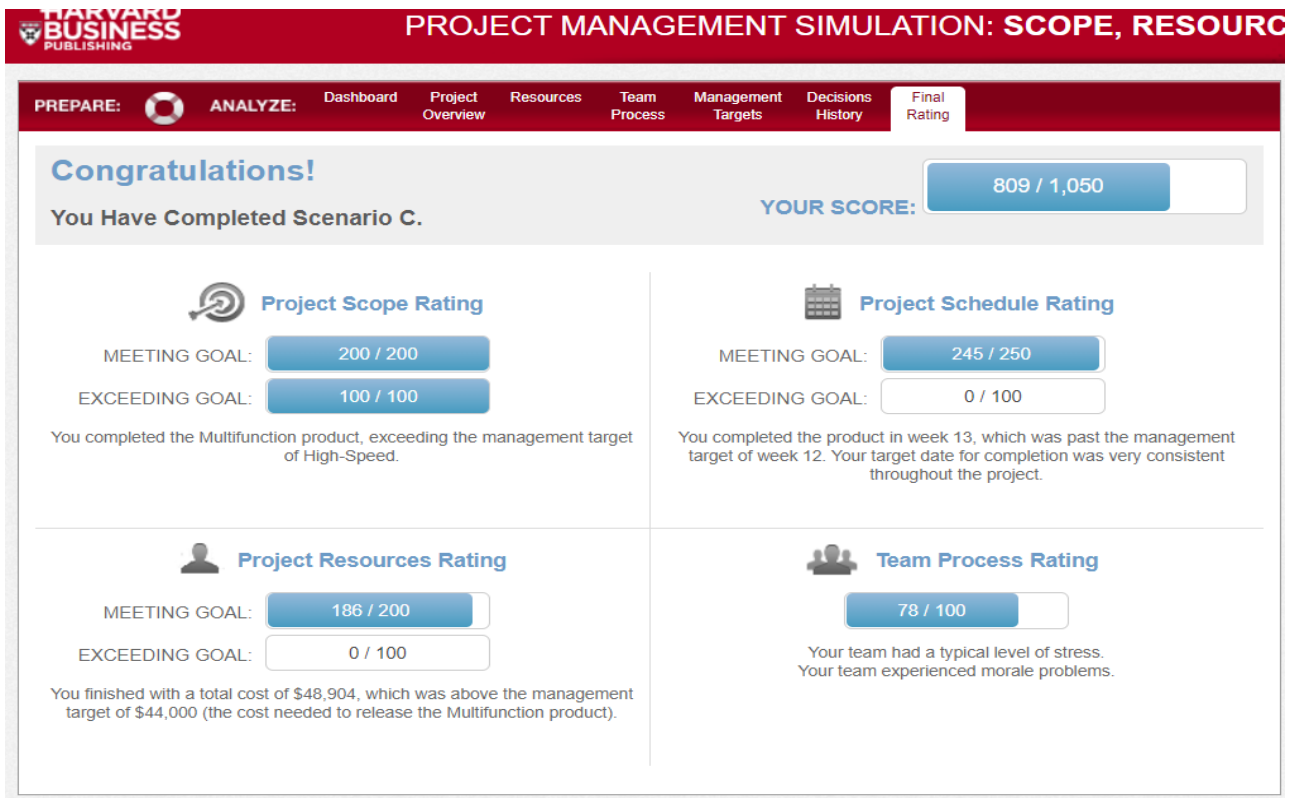 HARVARD
BUSINESS
PUBLISHING
PROJECT MANAGEMENT SIMULATION: SCOPE, RESOURC
PREPARE:
ANALYZE:
Dashboard
Project
Overview
Resources
Team
Process
Management
Targets
Decisions
History
Final
Rating
Congratulations!
You Have Completed Scenario C.
YOUR SCORE:
809 / 1,050
Project Scope Rating
MEETING GOAL: 200 / 200
EXCEEDING GOAL: 100 / 100
You completed the Multifunction product, exceeding the management target
of High-Speed.
Project Schedule Rating
MEETING GOAL: 245 / 250
EXCEEDING GOAL: 0 / 100
You completed the product in week 13, which was past the management
target of week 12. Your target date for completion was very consistent
throughout the project.
Project Resources Rating
MEETING GOAL: 186 / 200
EXCEEDING GOAL: 0 / 100
You finished with a total cost of $48,904, which was above the management
target of $44,000 (the cost needed to release the Multifunction product).
Team Process Rating
78 / 100
Your team had a typical level of stress.
Your team experienced morale problems.